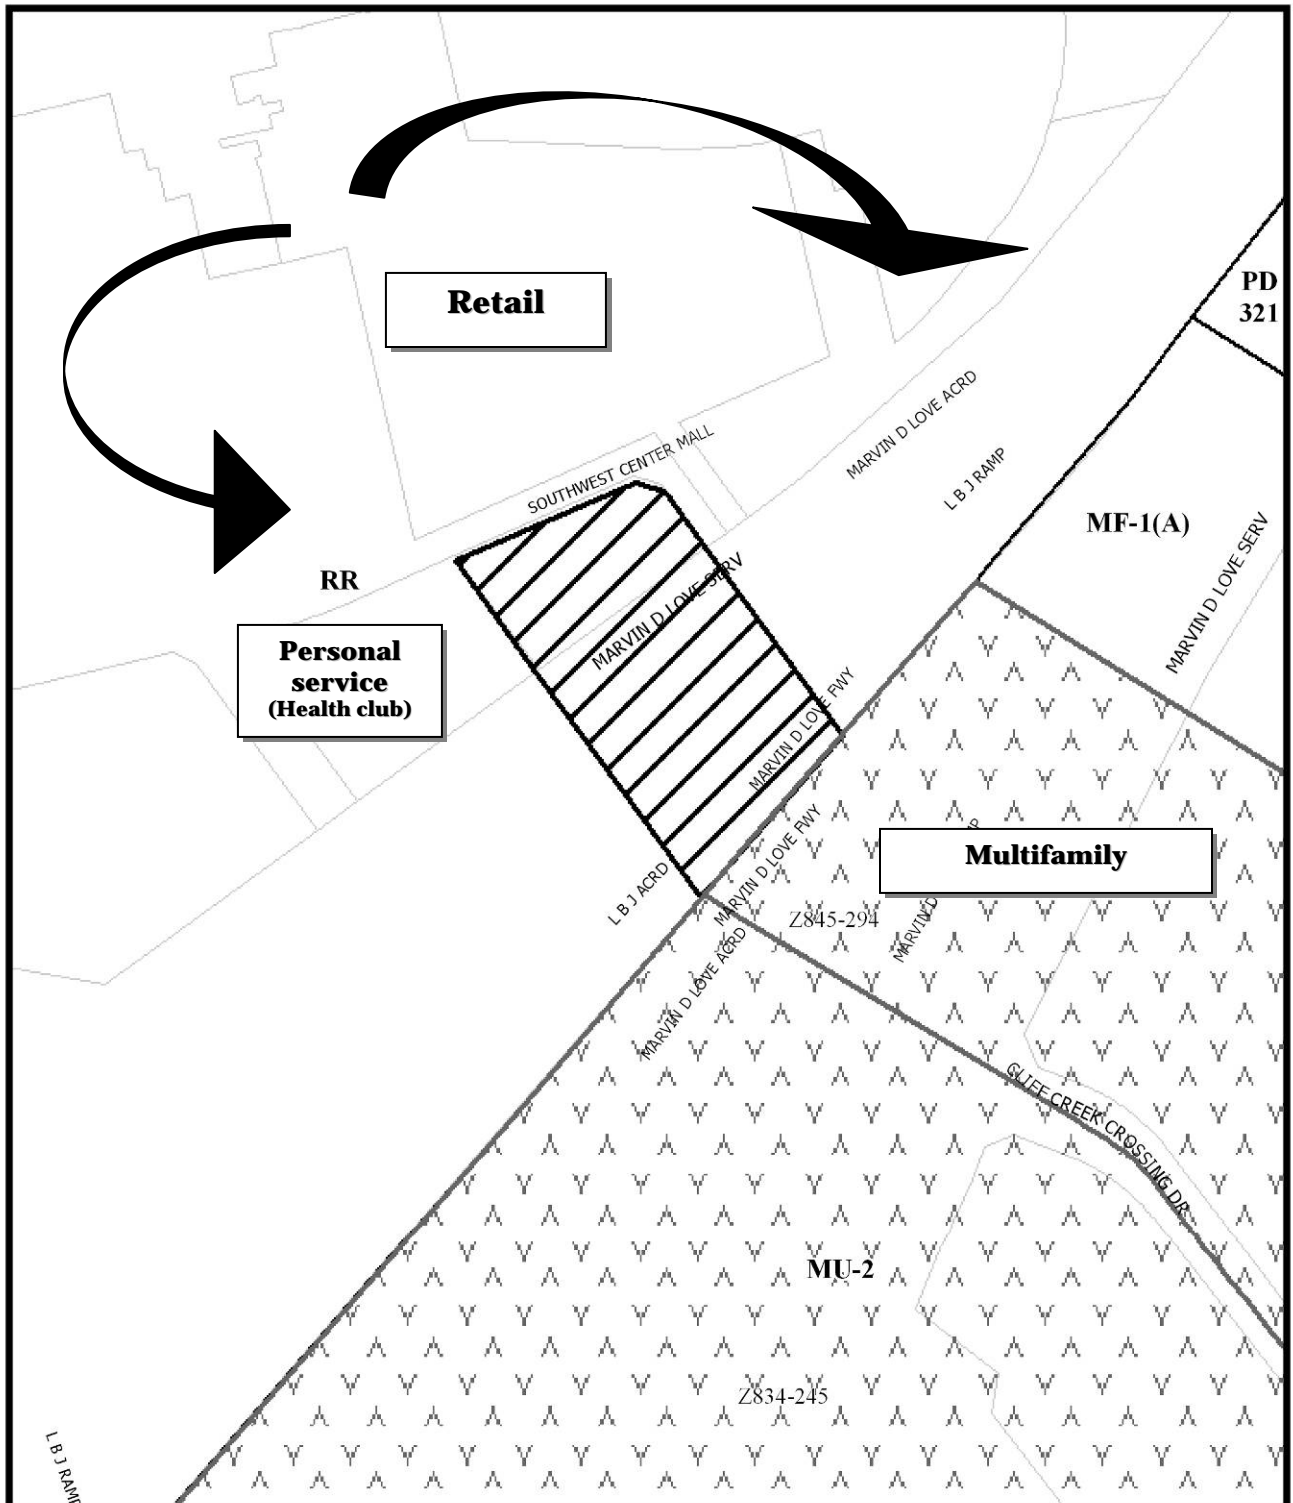 PD
321
Retail
MARVIN D LOVE ACRD
SOUTHWEST CENTER MALL
L B J RAMP
MF-1(A)
MARVIN D LOVE SERV
RR
MARVIN D LOVE SERV
Personal
service
(Health club)
MARVIN D LOVE FWY
MARVIN D LOVE FWY
Multifamily
L B J ACRD
Z845-294
MARVIN D
MARVIN D LOVE ACRD
CLIFF CREEK CROSSING DR
MU-2
Z834-245
L B J RAMP